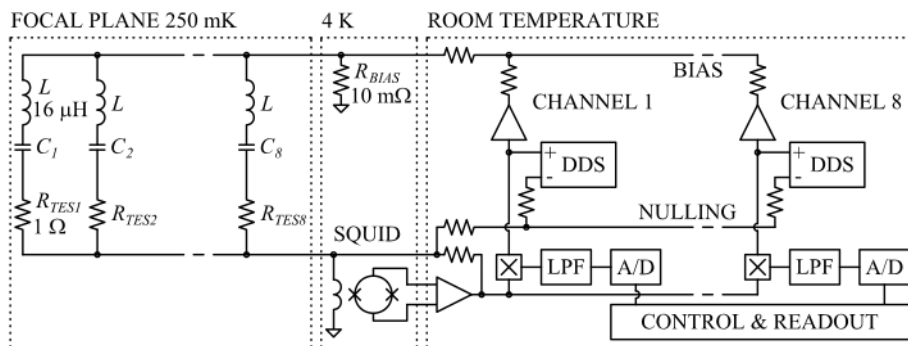 FOCAL PLANE 250 mK
4 K
ROOM TEMPERATURE
L
16 μH
L
L
R_BIAS
10 mΩ
BIAS
CHANNEL 1
CHANNEL 8
C_1
C_2
C_8
+
-
DDS
+
-
DDS
R_TES1
1 Ω
R_TES2
R_TES8
NULLING
SQUID
LPF
A/D
LPF
A/D
CONTROL & READOUT